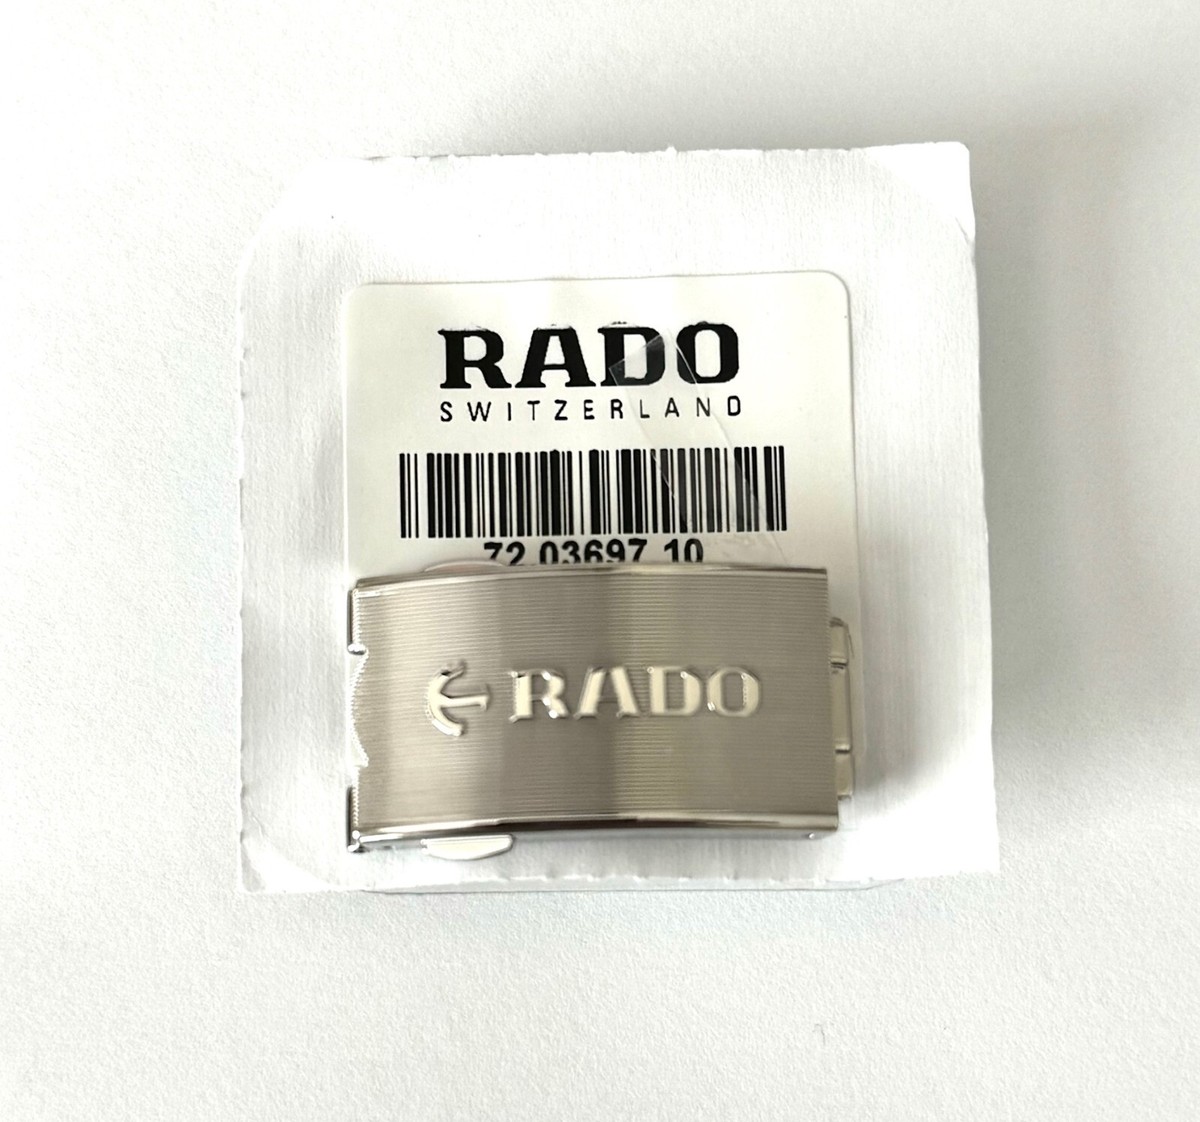 RADO
SWITZERLAND
72 03697 10
RADO